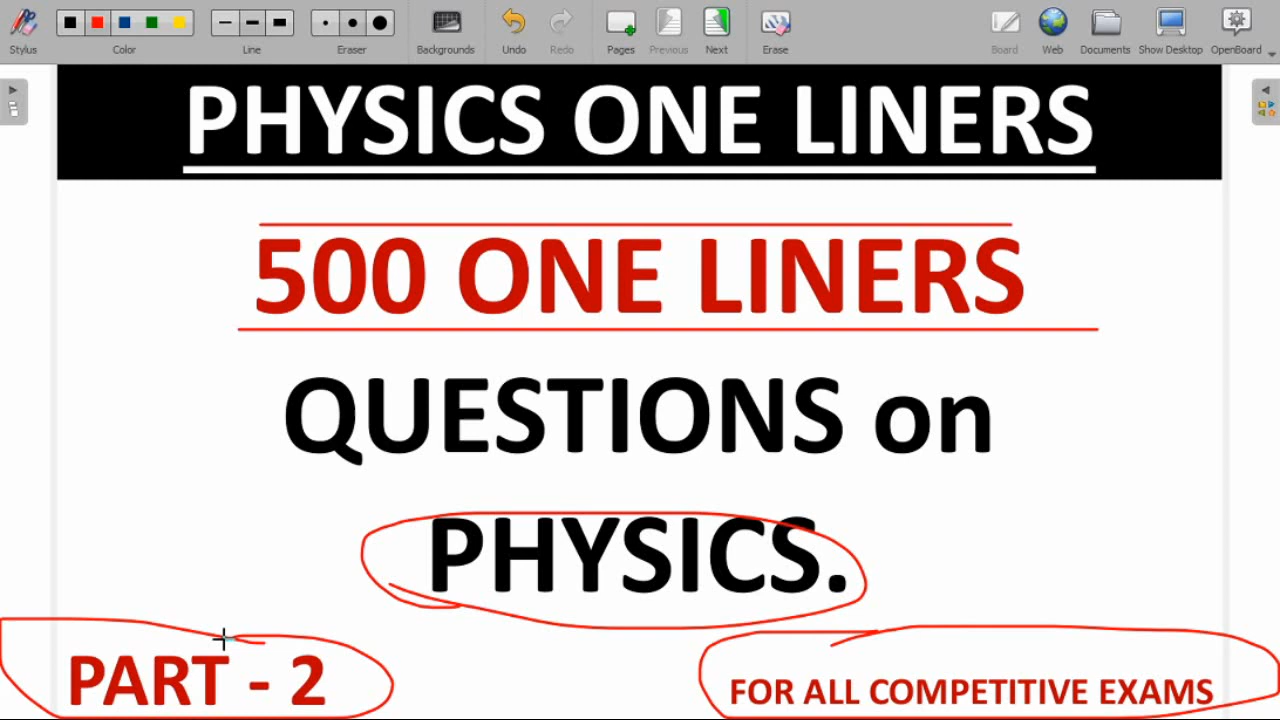 Stylus Color Line Eraser Backgrounds Undo Redo Pages Previous Next Erase Board Web Documents Show Desktop OpenBoard
PHYSICS ONE LINERS
500 ONE LINERS
QUESTIONS on
PHYSICS.
PART - 2
FOR ALL COMPETITIVE EXAMS